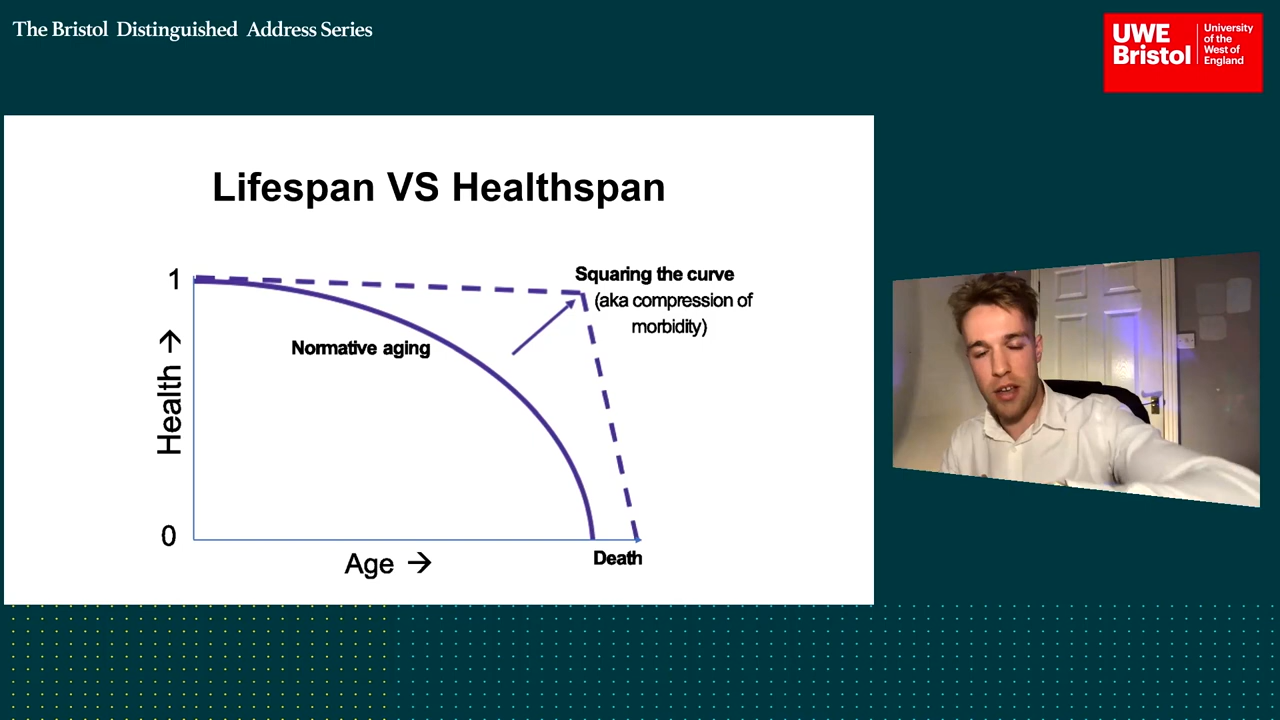 The Bristol Distinguished Address Series
UWE
Bristol
University
of the
West of
England
Lifespan VS Healthspan
1
Squaring the curve
(aka compression of
morbidity)
Normative aging
Health →
0
Death
Age →